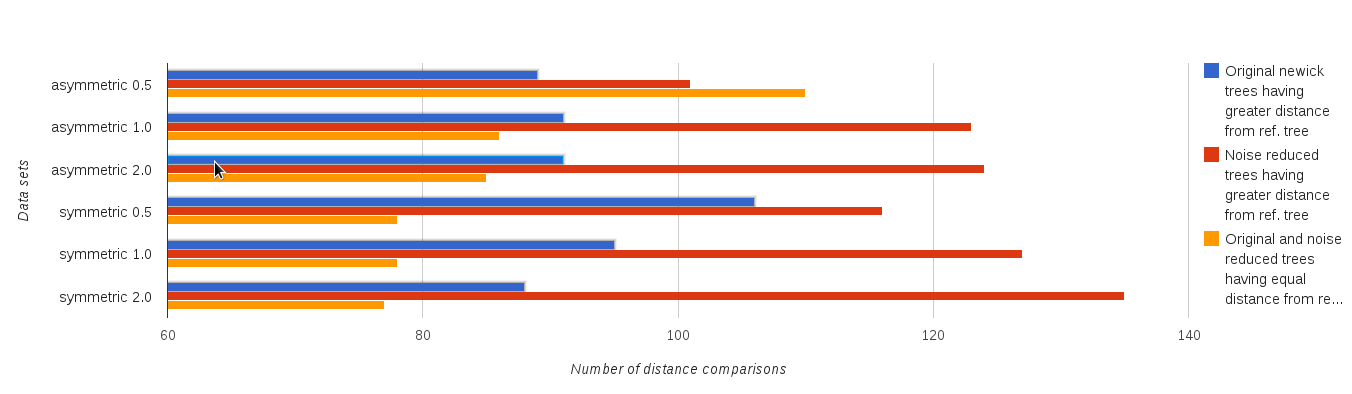 asymmetric 0.5
asymmetric 1.0
asymmetric 2.0
symmetric 0.5
symmetric 1.0
symmetric 2.0
Data sets
60 80 100 120 140
Number of distance comparisons
Original newick
trees having
greater distance
from ref. tree
Noise reduced
trees having
greater distance
from ref. tree
Original and noise
reduced trees
having equal
distance from re...